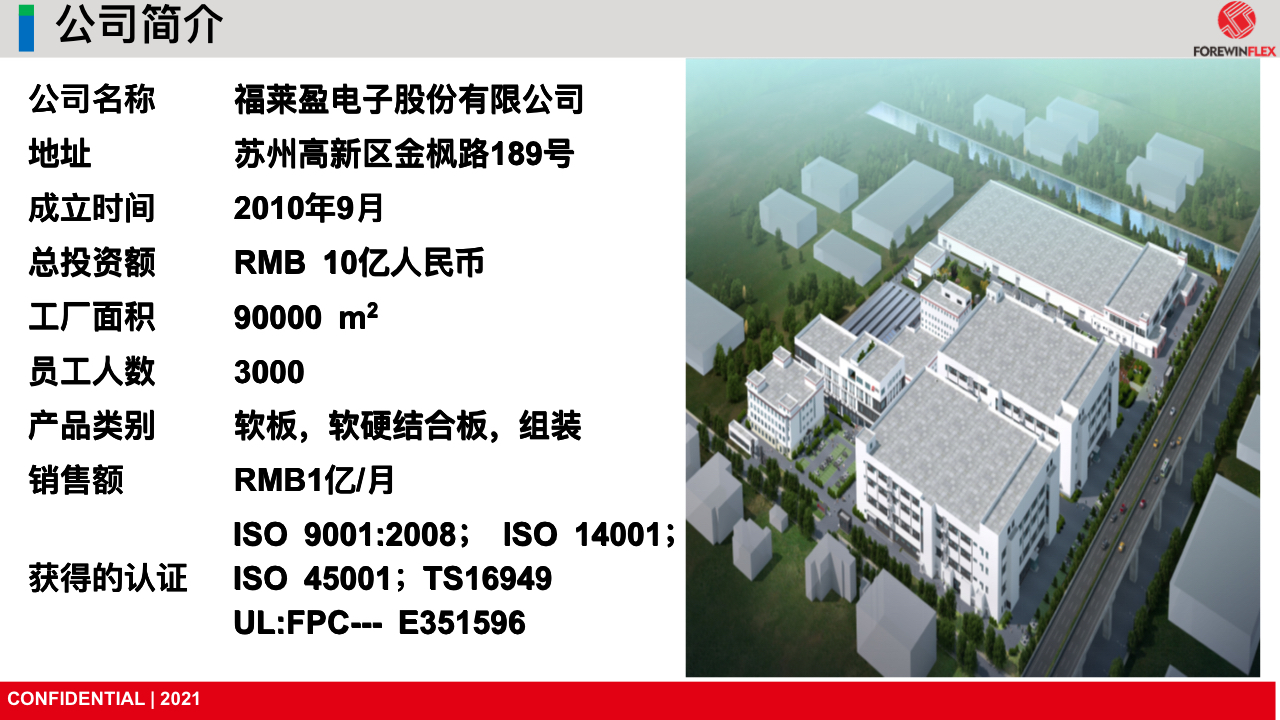 公司简介
FOREWINFLEX
公司名称 福莱盈电子股份有限公司
地址 苏州高新区金枫路189号
成立时间 2010年9月
总投资额 RMB 10亿人民币
工厂面积 90000 m²
员工人数 3000
产品类别 软板，软硬结合板，组装
销售额 RMB1亿/月
获得的认证 ISO 9001:2008； ISO 14001；
ISO 45001；TS16949
UL:FPC--- E351596
CONFIDENTIAL | 2021